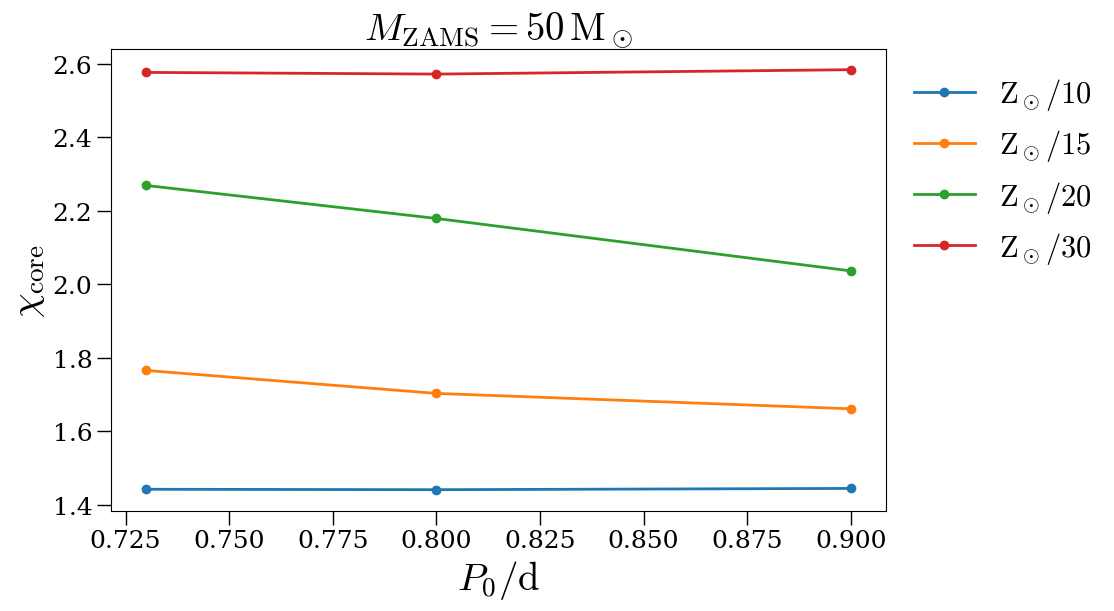 M_ZAMS = 50 M_⊙
χ_core
2.6
2.4
2.2
2.0
1.8
1.6
1.4
0.725 0.750 0.775 0.800 0.825 0.850 0.875 0.900
P_0/d
Z_⊙/10
Z_⊙/15
Z_⊙/20
Z_⊙/30